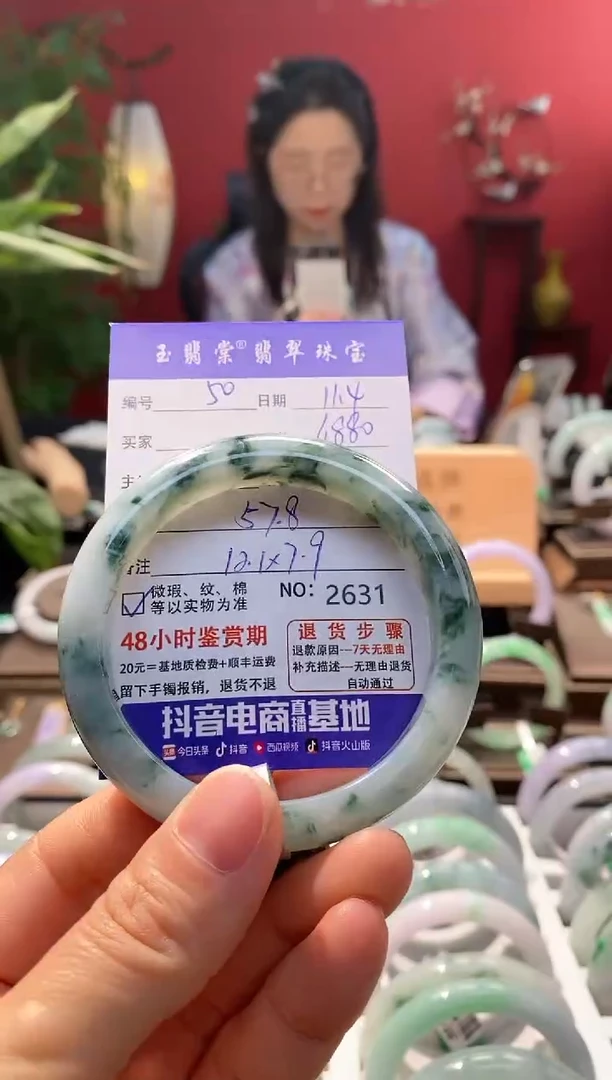 玉翡棠®翡翠珠宝
编号 50 日期 11.4
买家 1880
主
57.8
注 12.1x7.9
☑微瑕、纹、棉
等以实物为准
NO: 2631
48小时鉴赏期
20元=基地质检费+顺丰运费
留下手镯报销，退货不退
退货步骤
退款原因---7天无理由
补充描述---无理由退货
自动通过
抖音电商直播基地
头条 今日头条 抖音 西瓜视频 抖音火山版